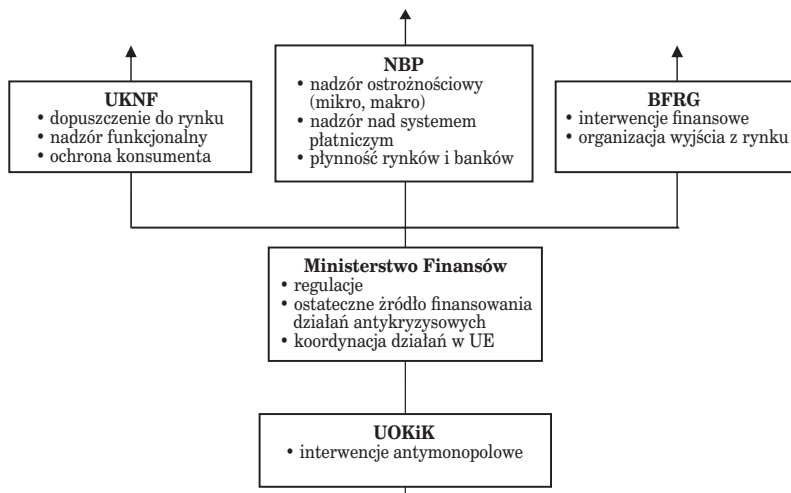 UKNF
• dopuszczenie do rynku
• nadzór funkcjonalny
• ochrona konsumenta
NBP
• nadzór ostrożnościowy
(mikro, makro)
• nadzór nad systemem
płatniczym
• płynność rynków i banków
BFRG
• interwencje finansowe
• organizacja wyjścia z rynku
Ministerstwo Finansów
• regulacje
• ostateczne żródło finansowania
działań antykryzysowych
• koordynacja działań w UE
UOKiK
• interwencje antymonopolowe